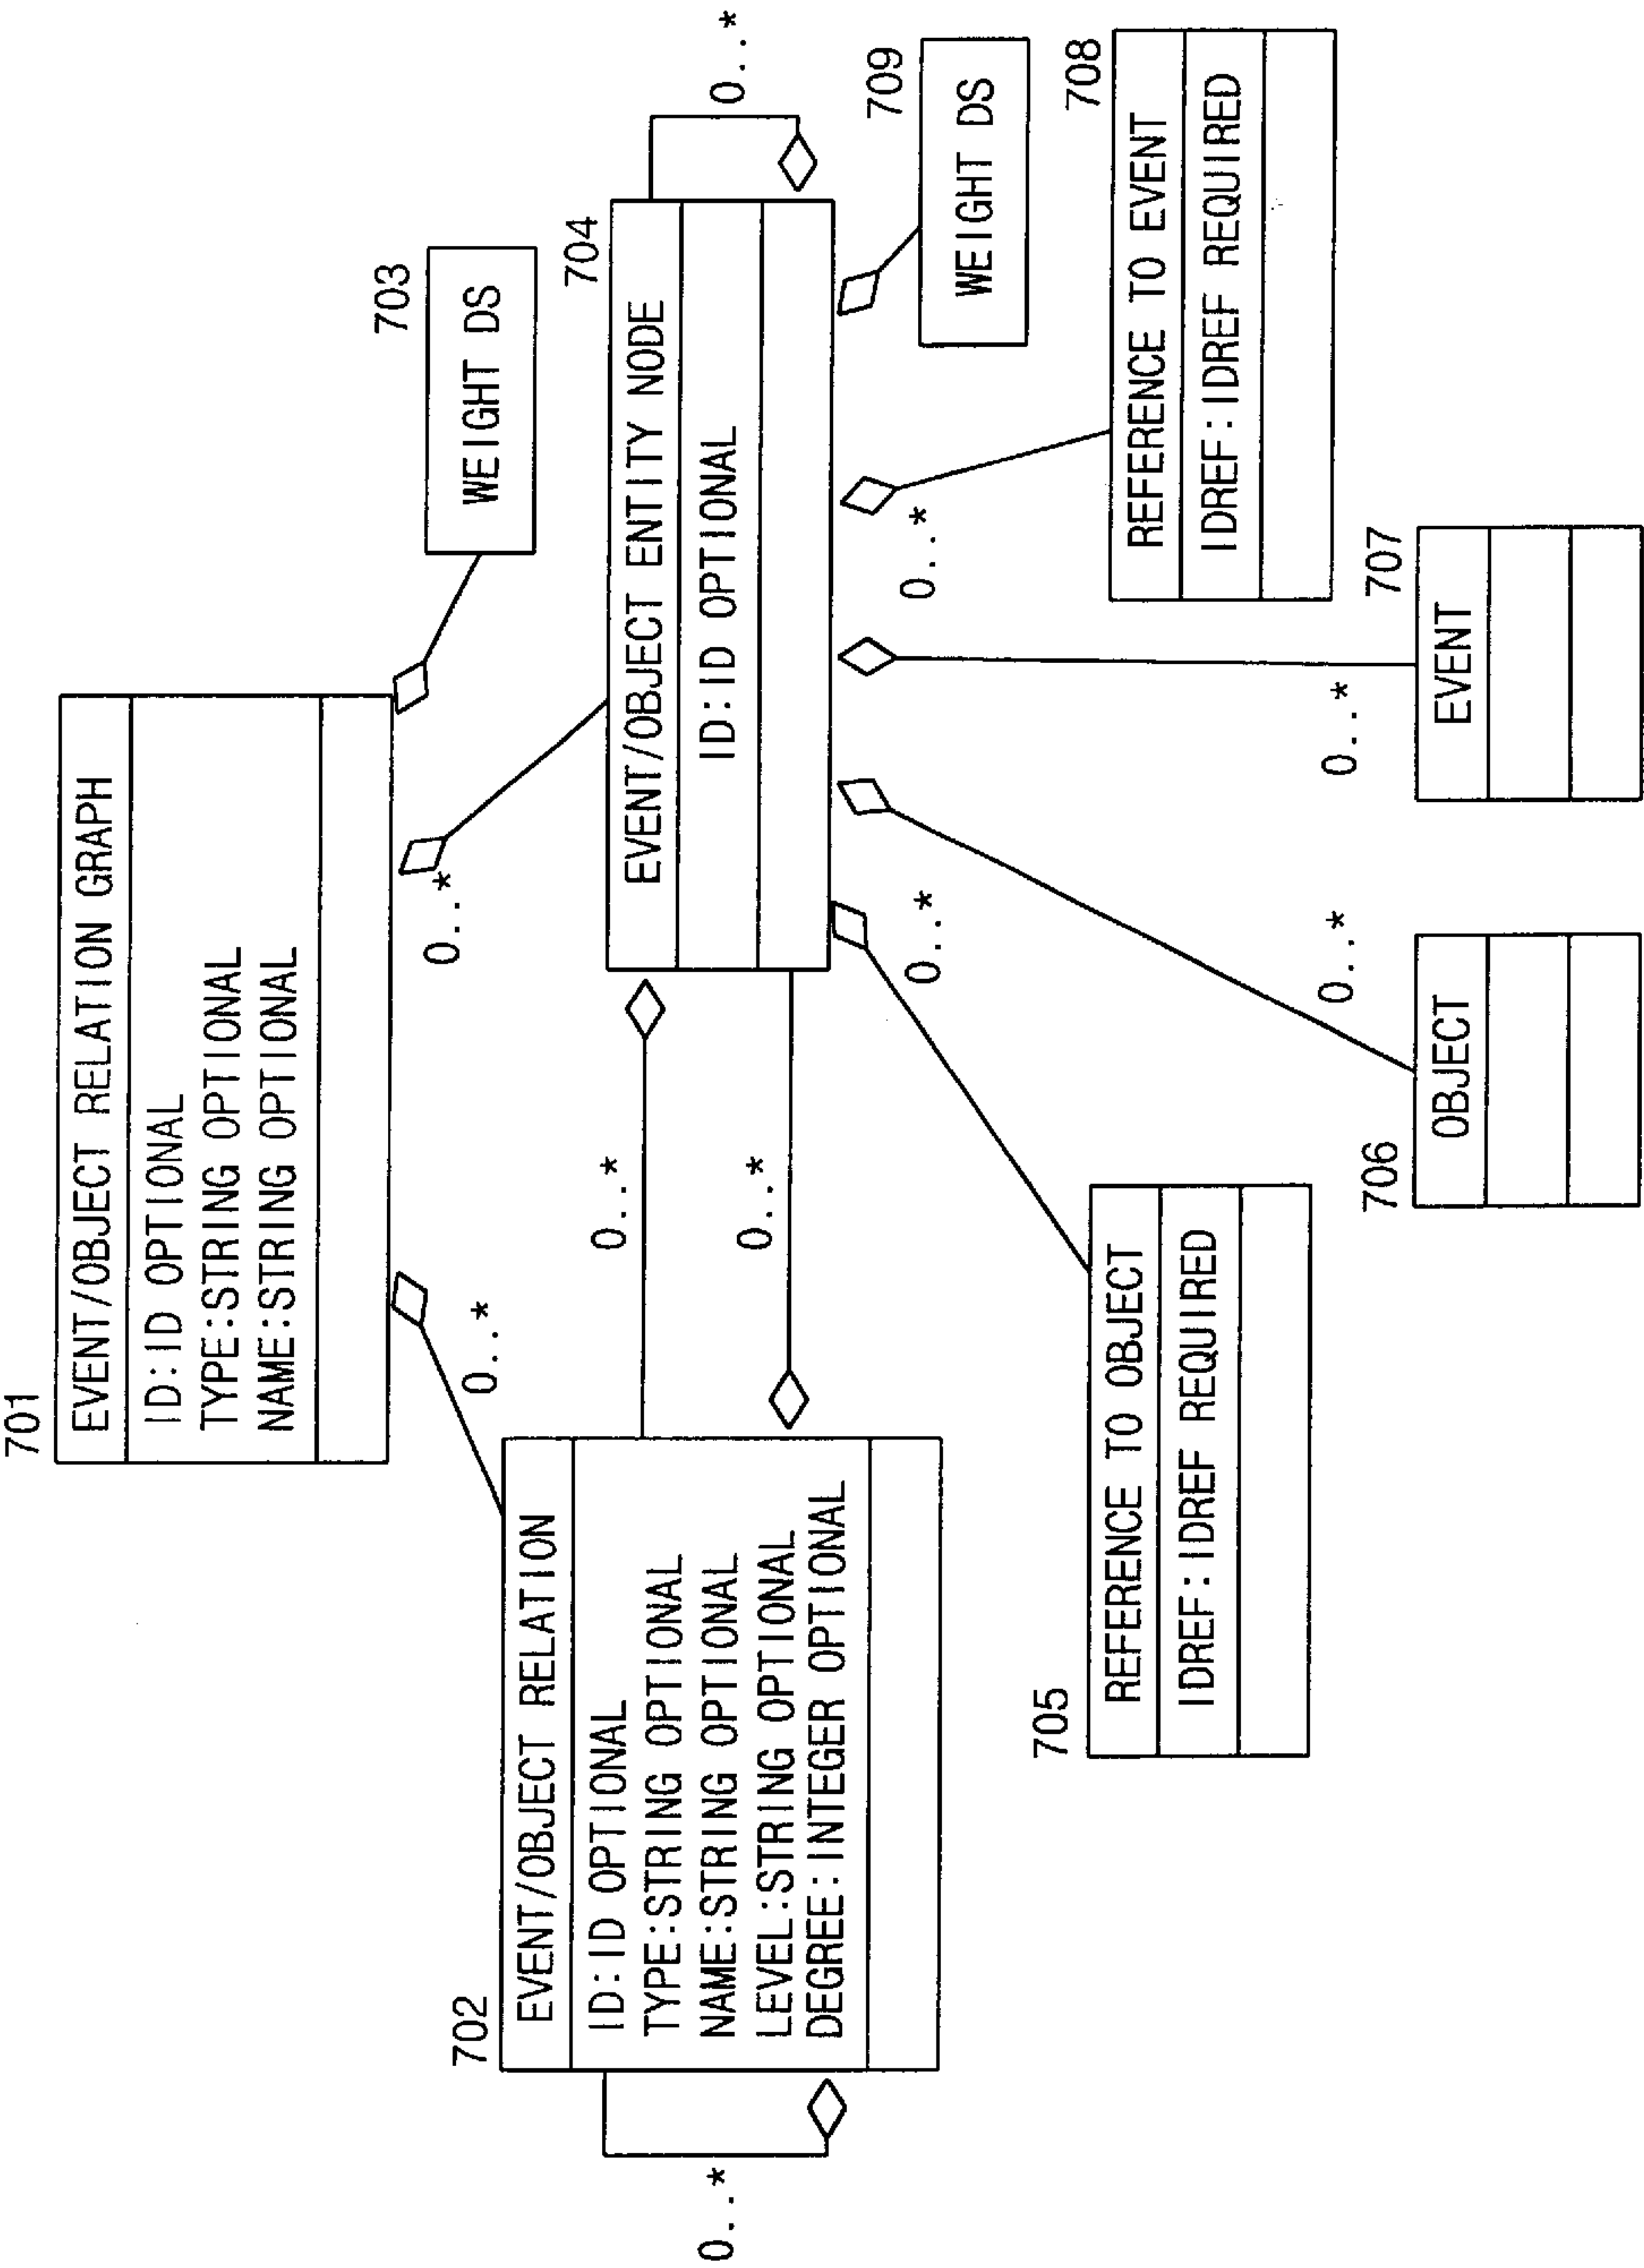 701
EVENT/OBJECT RELATION GRAPH
ID:ID OPTIONAL
TYPE:STRING OPTIONAL
NAME:STRING OPTIONAL
0...*
0...*
703
WEIGHT DS
702
EVENT/OBJECT RELATION
ID:ID OPTIONAL
TYPE:STRING OPTIONAL
NAME:STRING OPTIONAL
LEVEL:STRING OPTIONAL
DEGREE:INTEGER OPTIONAL
0...*
0...*
0...*
704
EVENT/OBJECT ENTITY NODE
ID:ID OPTIONAL
0...*
709
WEIGHT DS
0...*
0...*
705
REFERENCE TO OBJECT
IDREF:IDREF REQUIRED
708
REFERENCE TO EVENT
IDREF:IDREF REQUIRED
0...*
706
OBJECT
0...*
707
EVENT